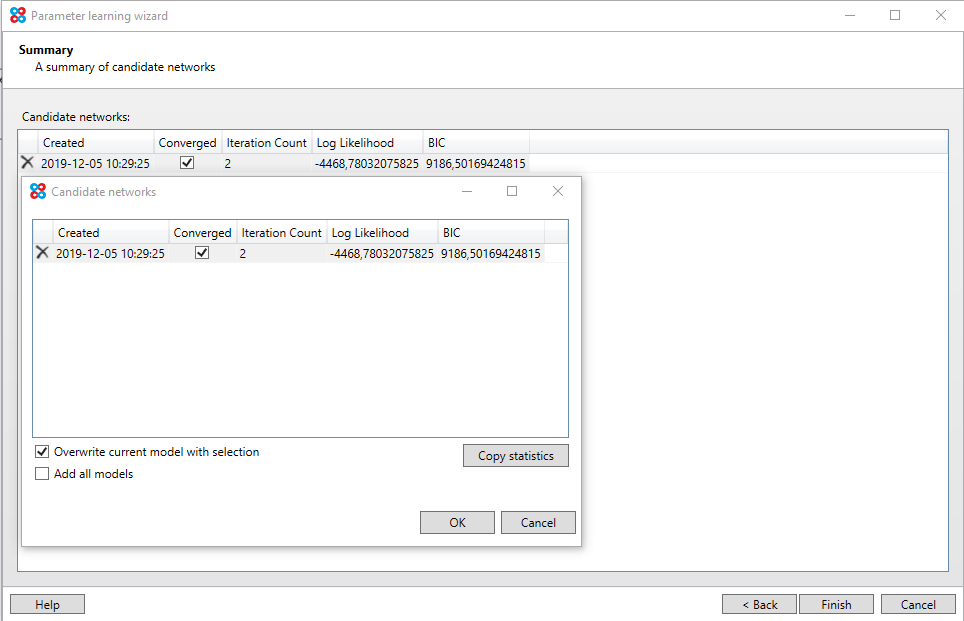 Parameter learning wizard
Summary
A summary of candidate networks
Candidate networks:
Created Converged Iteration Count Log Likelihood BIC
2019-12-05 10:29:25 2 -4468,78032075825 9186,50169424815
Candidate networks
Created Converged Iteration Count Log Likelihood BIC
2019-12-05 10:29:25 2 -4468,78032075825 9186,50169424815
Overwrite current model with selection
Copy statistics
Add all models
OK Cancel
Help < Back Finish Cancel